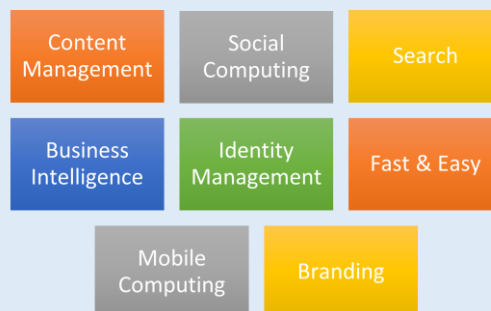 Content
Management
Social
Computing
Search
Business
Intelligence
Identity
Management
Fast & Easy
Mobile
Computing
Branding